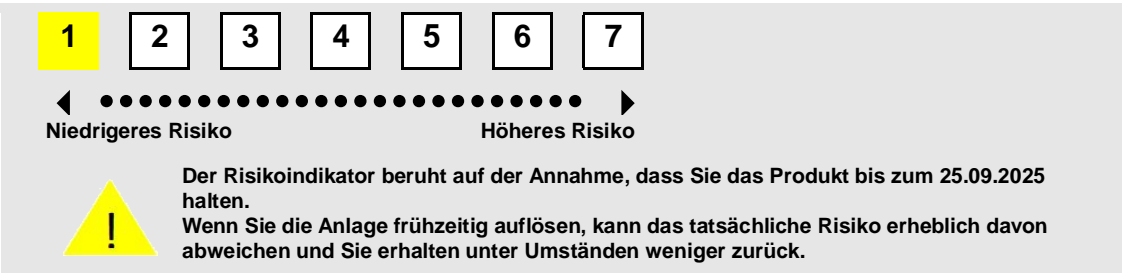 1 2 3 4 5 6 7
Niedrigeres Risiko Höheres Risiko
Der Risikoindikator beruht auf der Annahme, dass Sie das Produkt bis zum 25.09.2025
halten.
Wenn Sie die Anlage frühzeitig auflösen, kann das tatsächliche Risiko erheblich davon
abweichen und Sie erhalten unter Umständen weniger zurück.
!